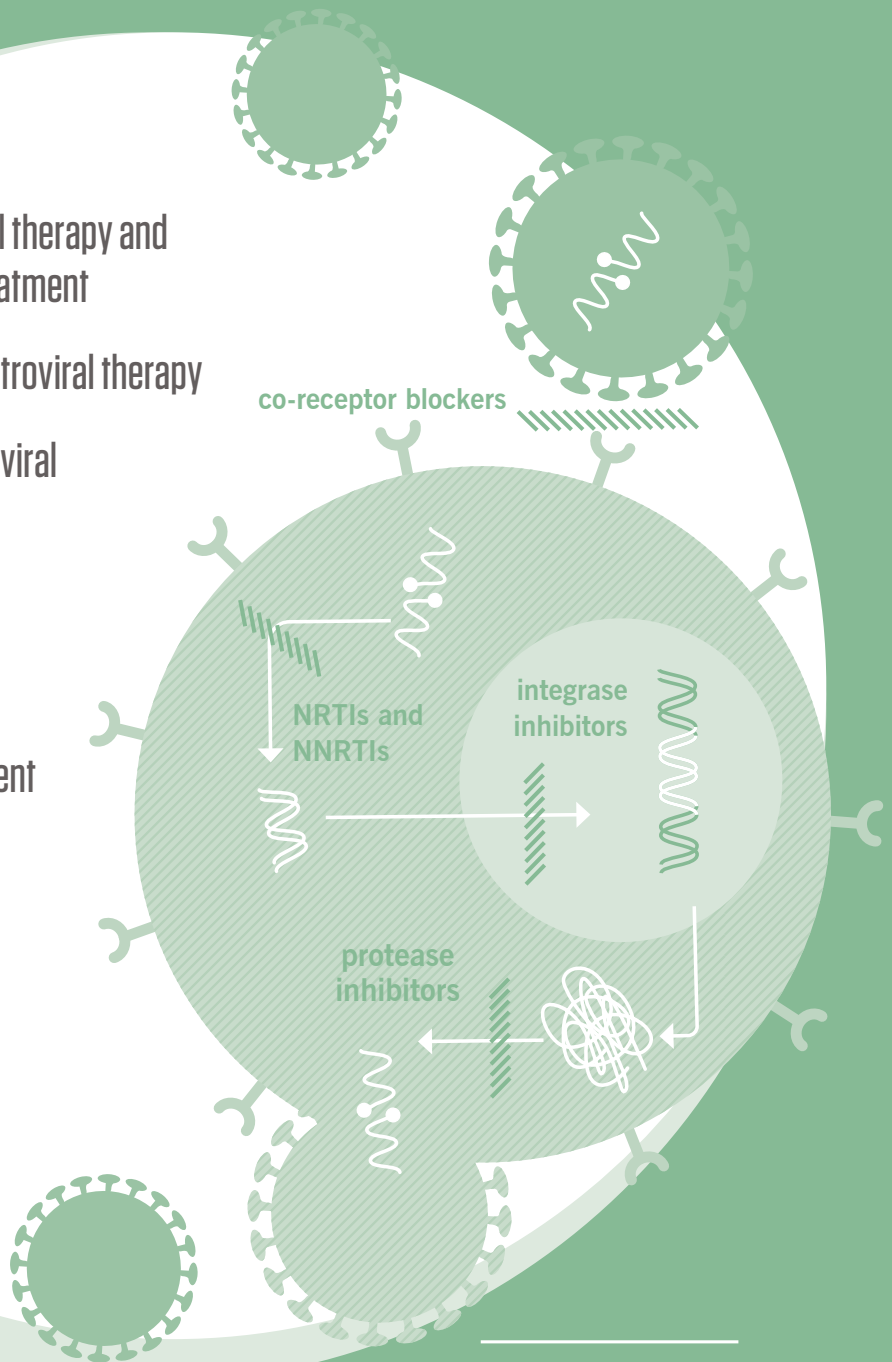 l therapy and
atment
troviral therapy
co-receptor blockers
viral
integrase
inhibitors
NRTIs and
NNRTIs
ent
protease
inhibitors